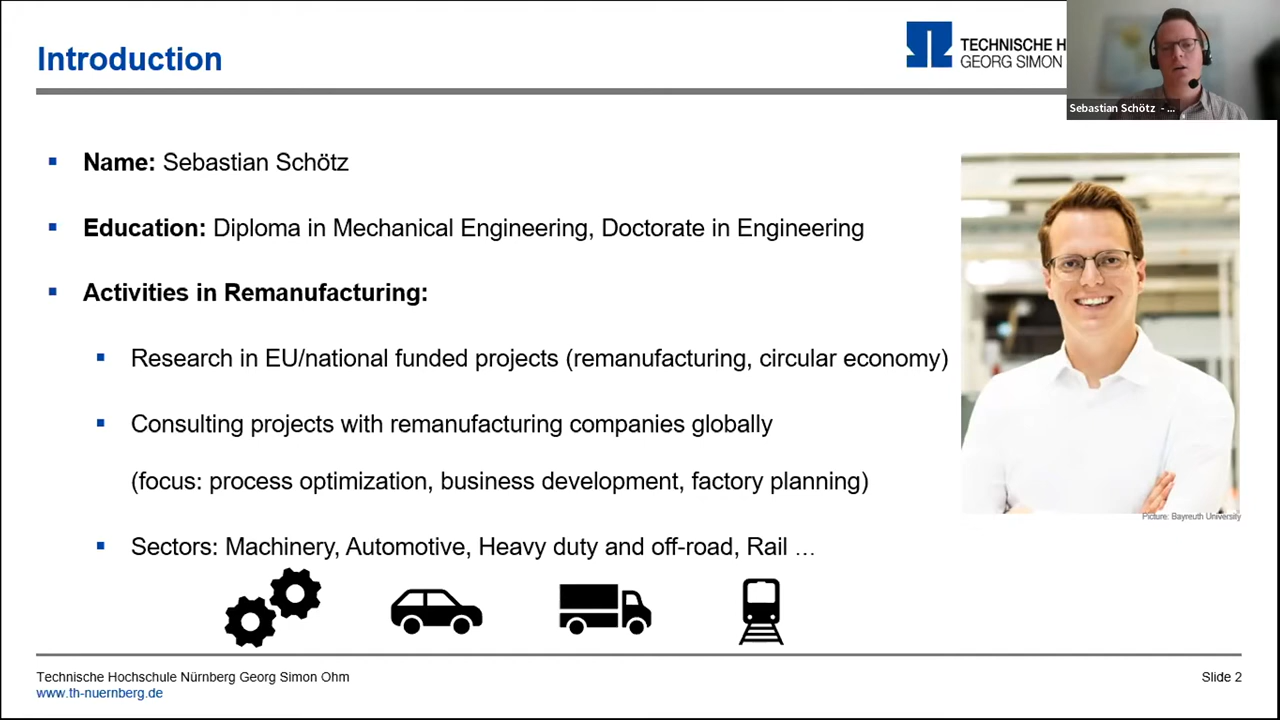 Introduction
TECHNISCHE H
GEORG SIMON
Sebastian Schötz - ...
Name: Sebastian Schötz
Education: Diploma in Mechanical Engineering, Doctorate in Engineering
Activities in Remanufacturing:
Research in EU/national funded projects (remanufacturing, circular economy)
Consulting projects with remanufacturing companies globally
(focus: process optimization, business development, factory planning)
Picture: Bayreuth University
Sectors: Machinery, Automotive, Heavy duty and off-road, Rail ...
Technische Hochschule Nürnberg Georg Simon Ohm
www.th-nuernberg.de
Slide 2